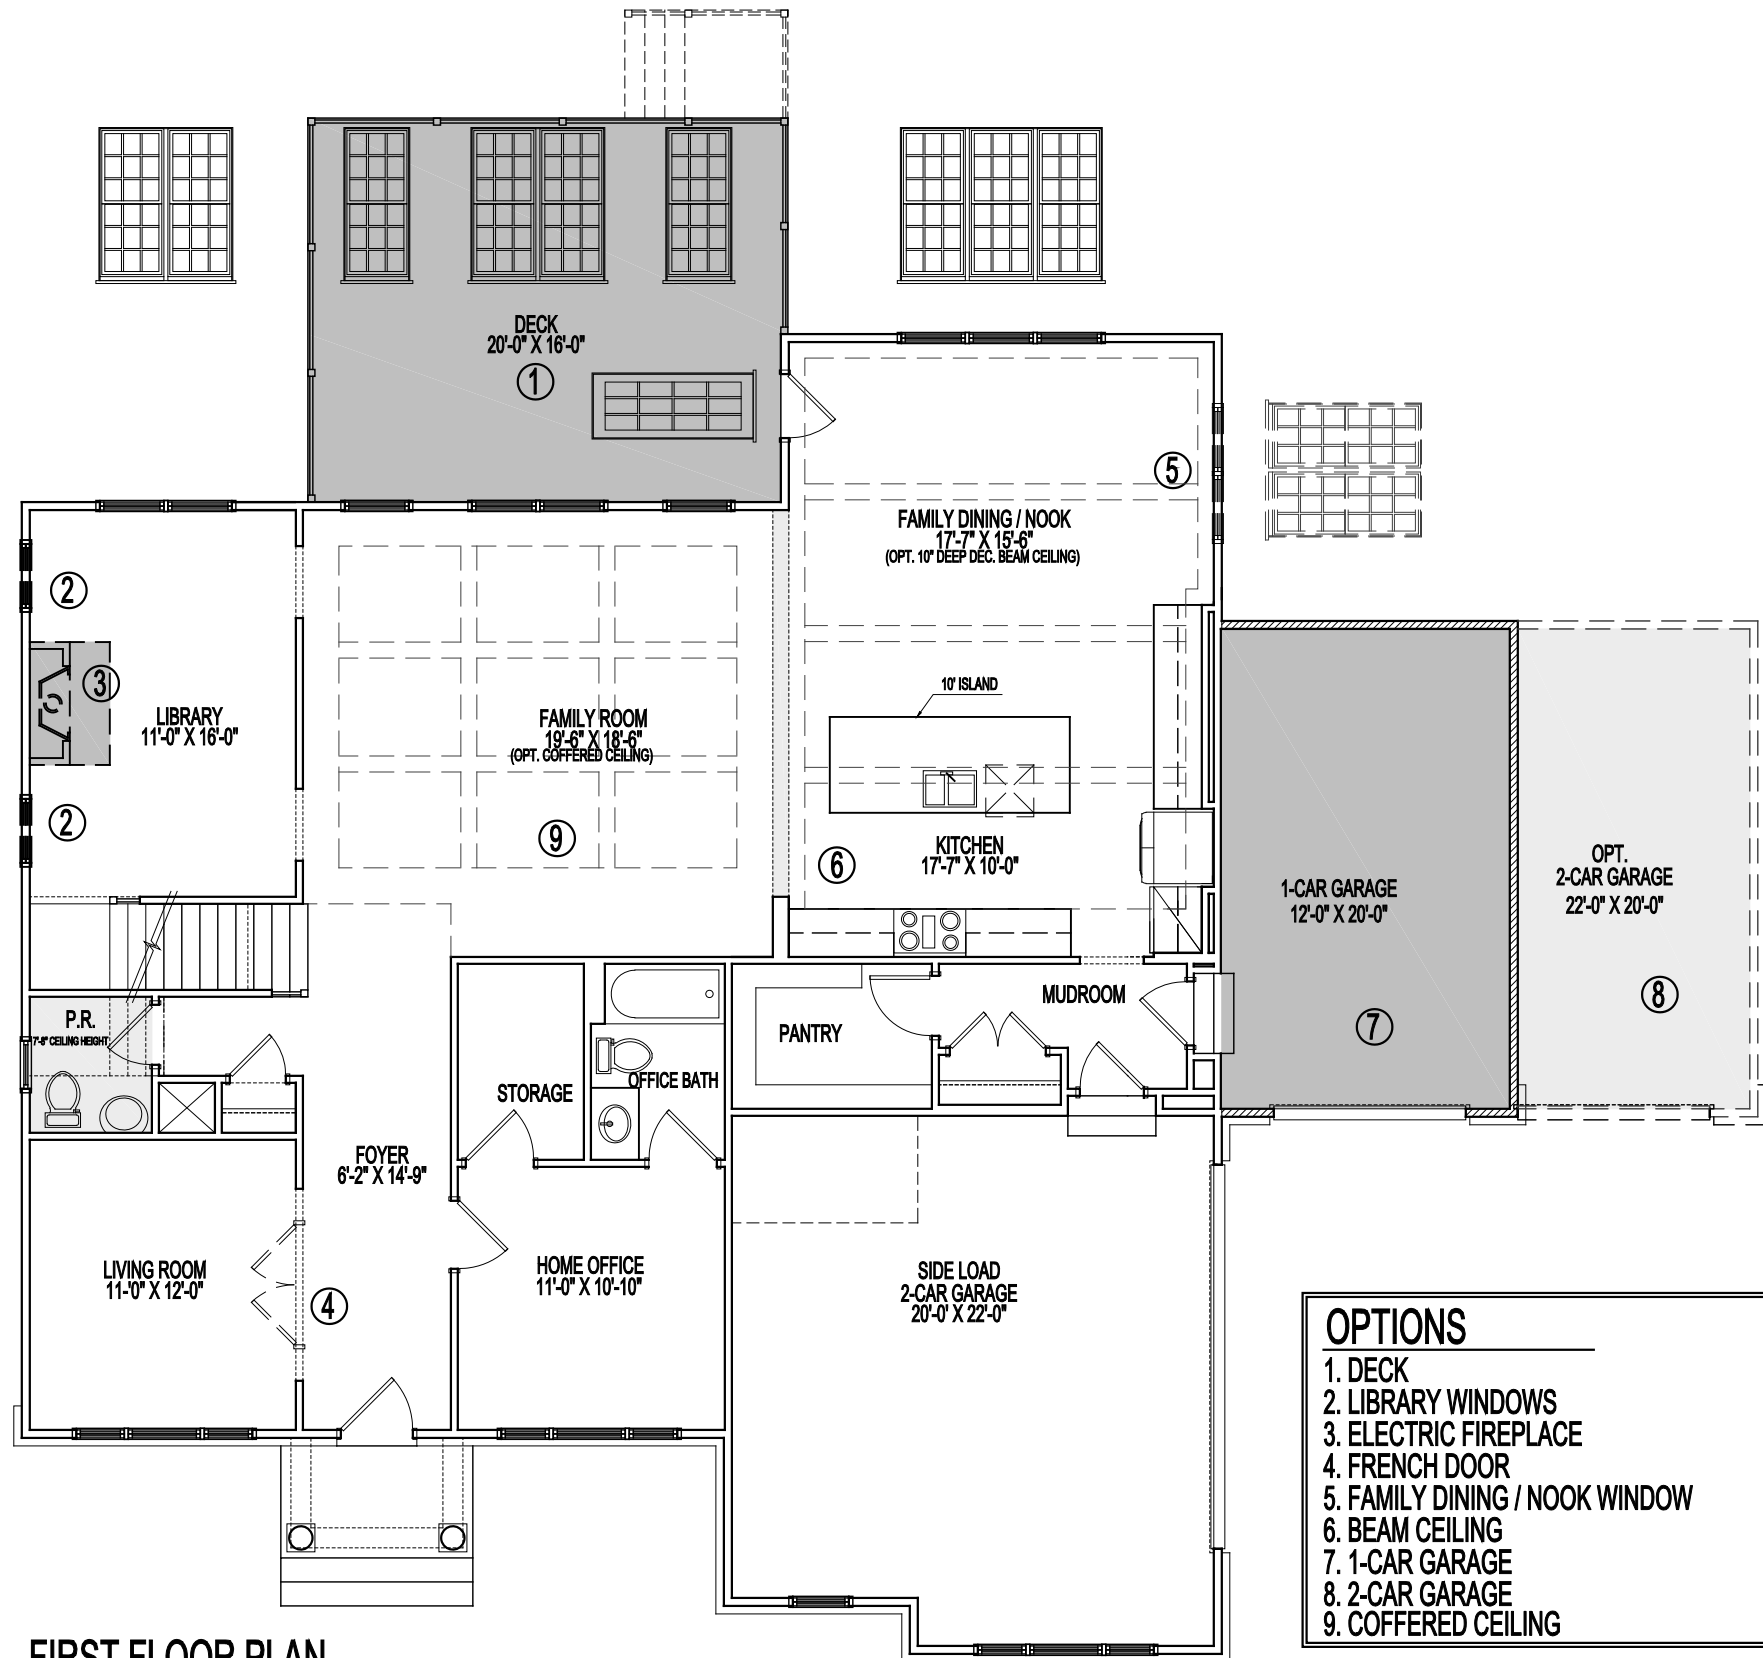 DECK
20'-0" X 16'-0"
1
5
FAMILY DINING / NOOK
17'-7" X 15'-6"
(OPT. 10" DEEP DEC. BEAM CEILING)
2
3
LIBRARY
11'-0" X 16'-0"
2
FAMILY ROOM
19'-6" X 18'-6"
(OPT. COFFERED CEILING)
9
10' ISLAND
KITCHEN
17'-7" X 10'-0"
6
1-CAR GARAGE
12'-0" X 20'-0"
7
OPT.
2-CAR GARAGE
22'-0" X 20'-0"
8
P.R.
7'-8" CEILING HEIGHT
STORAGE
OFFICE BATH
PANTRY
MUDROOM
FOYER
6'-2" X 14'-9"
LIVING ROOM
11-'0" X 12'-0"
4
HOME OFFICE
11'-0" X 10'-10"
SIDE LOAD
2-CAR GARAGE
20'-0' X 22'-0"
OPTIONS
1. DECK
2. LIBRARY WINDOWS
3. ELECTRIC FIREPLACE
4. FRENCH DOOR
5. FAMILY DINING / NOOK WINDOW
6. BEAM CEILING
7. 1-CAR GARAGE
8. 2-CAR GARAGE
9. COFFERED CEILING
FIRST FLOOR PLAN